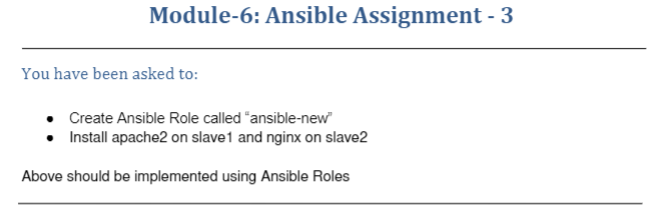 Module-6: Ansible Assignment - 3
You have been asked to:
• Create Ansible Role called “ansible-new”
• Install apache2 on slave1 and nginx on slave2
Above should be implemented using Ansible Roles